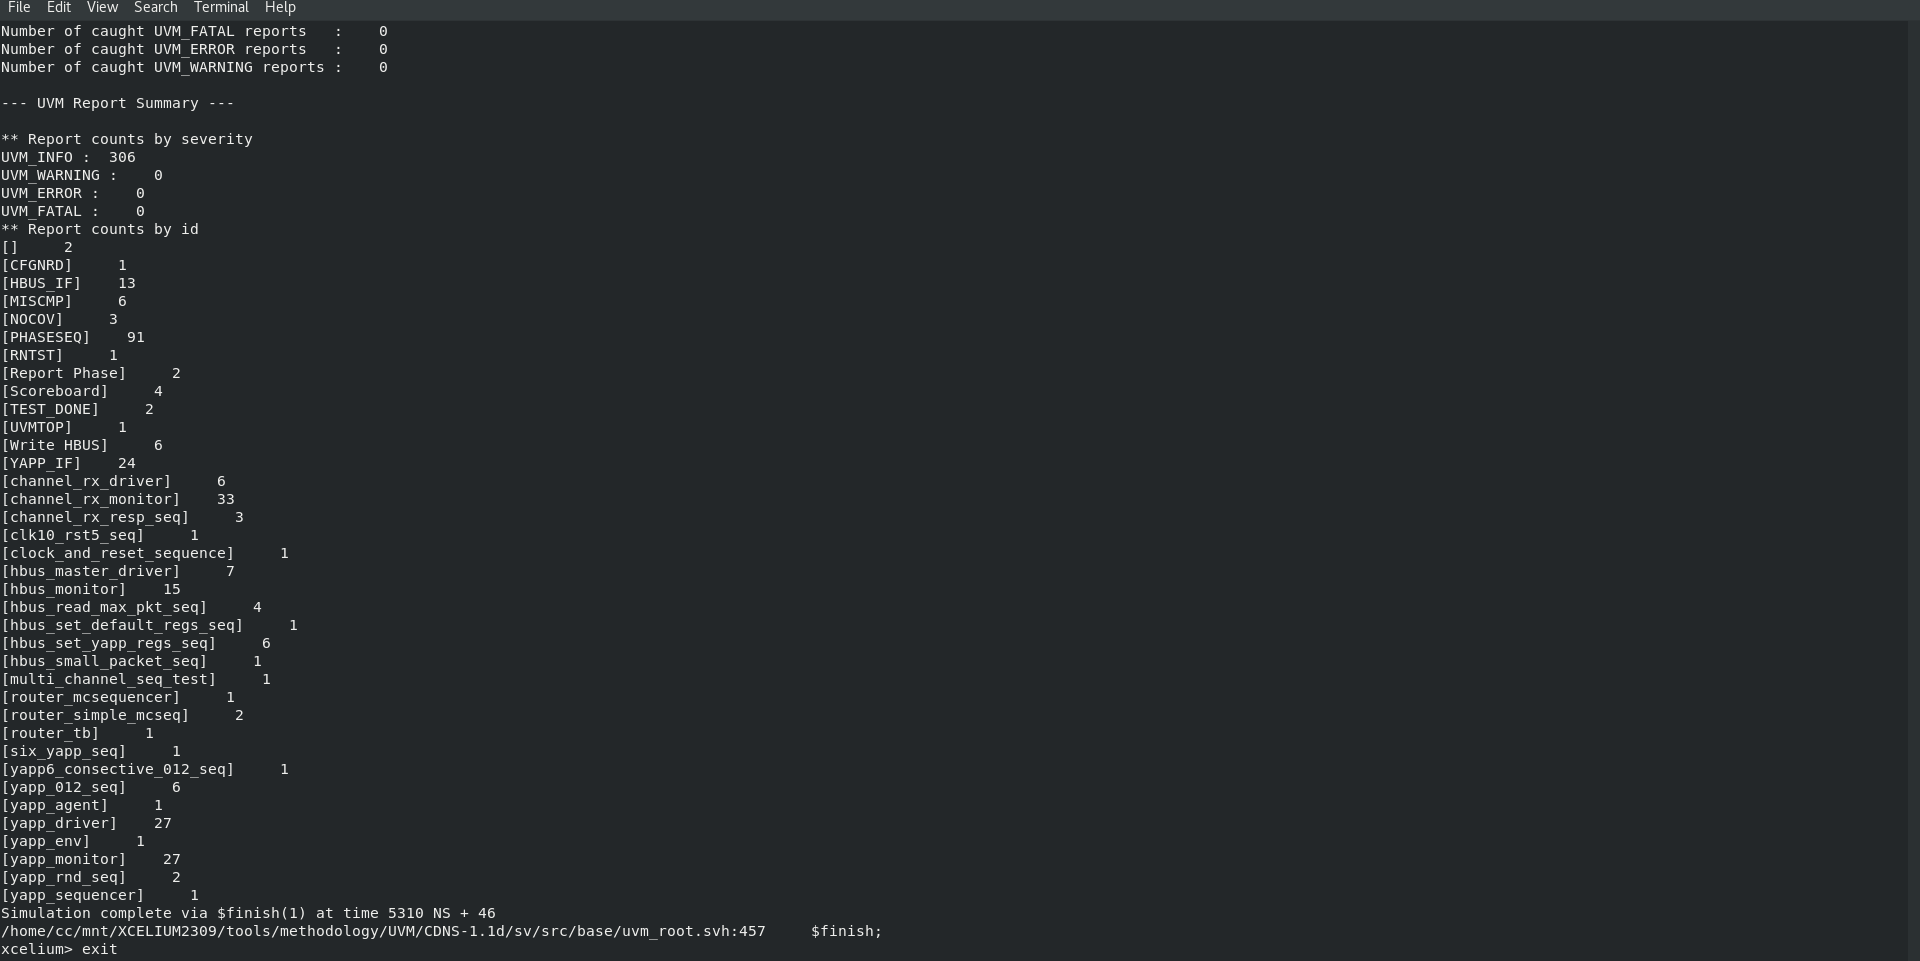 File Edit View Search Terminal Help
Number of caught UVM_FATAL reports   :    0
Number of caught UVM_ERROR reports   :    0
Number of caught UVM_WARNING reports :    0
--- UVM Report Summary ---
** Report counts by severity
UVM_INFO :  306
UVM_WARNING :    0
UVM_ERROR :    0
UVM_FATAL :    0
** Report counts by id
[]     2
[CFGNRD]     1
[HBUS_IF]    13
[MISCMP]     6
[NOCOV]     3
[PHASESEQ]    91
[RNTST]     1
[Report Phase]     2
[Scoreboard]     4
[TEST_DONE]     2
[UVMTOP]     1
[Write HBUS]     6
[YAPP_IF]    24
[channel_rx_driver]     6
[channel_rx_monitor]    33
[channel_rx_resp_seq]     3
[clk10_rst5_seq]     1
[clock_and_reset_sequence]     1
[hbus_master_driver]     7
[hbus_monitor]    15
[hbus_read_max_pkt_seq]     4
[hbus_set_default_regs_seq]     1
[hbus_set_yapp_regs_seq]     6
[hbus_small_packet_seq]     1
[multi_channel_seq_test]     1
[router_mcsequencer]     1
[router_simple_mcseq]     2
[router_tb]     1
[six_yapp_seq]     1
[yapp6_consective_012_seq]     1
[yapp_012_seq]     6
[yapp_agent]     1
[yapp_driver]    27
[yapp_env]     1
[yapp_monitor]    27
[yapp_rnd_seq]     2
[yapp_sequencer]     1
Simulation complete via $finish(1) at time 5310 NS + 46
/home/cc/mnt/XCELIUM2309/tools/methodology/UVM/CDNS-1.1d/sv/src/base/uvm_root.svh:457     $finish;
xcelium> exit